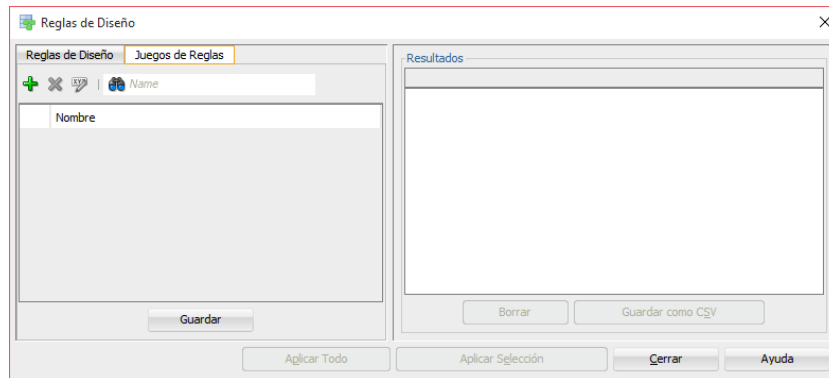 Reglas de Diseño
Reglas de Diseño Juegos de Reglas
Name
Nombre
Guardar
Resultados
Borrar Guardar como CSV
Aplicar Todo Aplicar Selección Cerrar Ayuda